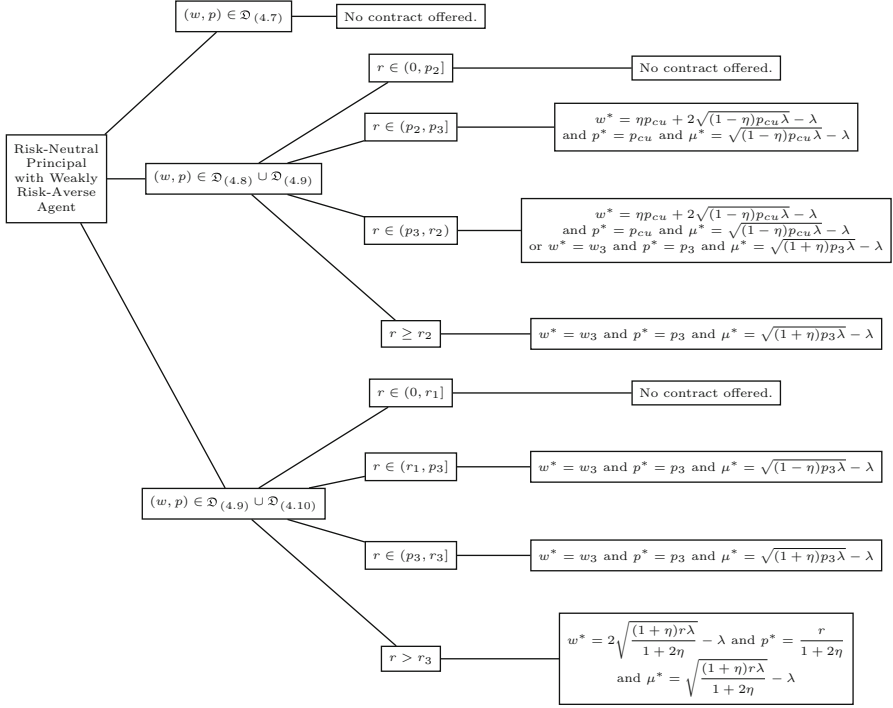 Risk-Neutral
Principal
with Weakly
Risk-Averse
Agent
(w, p) ∈ 𝔇(4.7)
No contract offered.
(w, p) ∈ 𝔇(4.8) ∪ 𝔇(4.9)
r ∈ (0, p₂]
No contract offered.
r ∈ (p₂, p₃]
w* = ηp_cu + 2√((1 − η)p_cu λ) − λ
and p* = p_cu and μ* = √((1 − η)p_cu λ) − λ
r ∈ (p₃, r₂)
w* = ηp_cu + 2√((1 − η)p_cu λ) − λ
and p* = p_cu and μ* = √((1 − η)p_cu λ) − λ
or w* = w₃ and p* = p₃ and μ* = √((1 + η)p₃λ) − λ
r ≥ r₂
w* = w₃ and p* = p₃ and μ* = √((1 + η)p₃λ) − λ
(w, p) ∈ 𝔇(4.9) ∪ 𝔇(4.10)
r ∈ (0, r₁]
No contract offered.
r ∈ (r₁, p₃]
w* = w₃ and p* = p₃ and μ* = √((1 − η)p₃λ) − λ
r ∈ (p₃, r₃]
w* = w₃ and p* = p₃ and μ* = √((1 + η)p₃λ) − λ
r > r₃
w* = 2√((1 + η)rλ / (1 + 2η)) − λ and p* = r / (1 + 2η)
and μ* = √((1 + η)rλ / (1 + 2η)) − λ